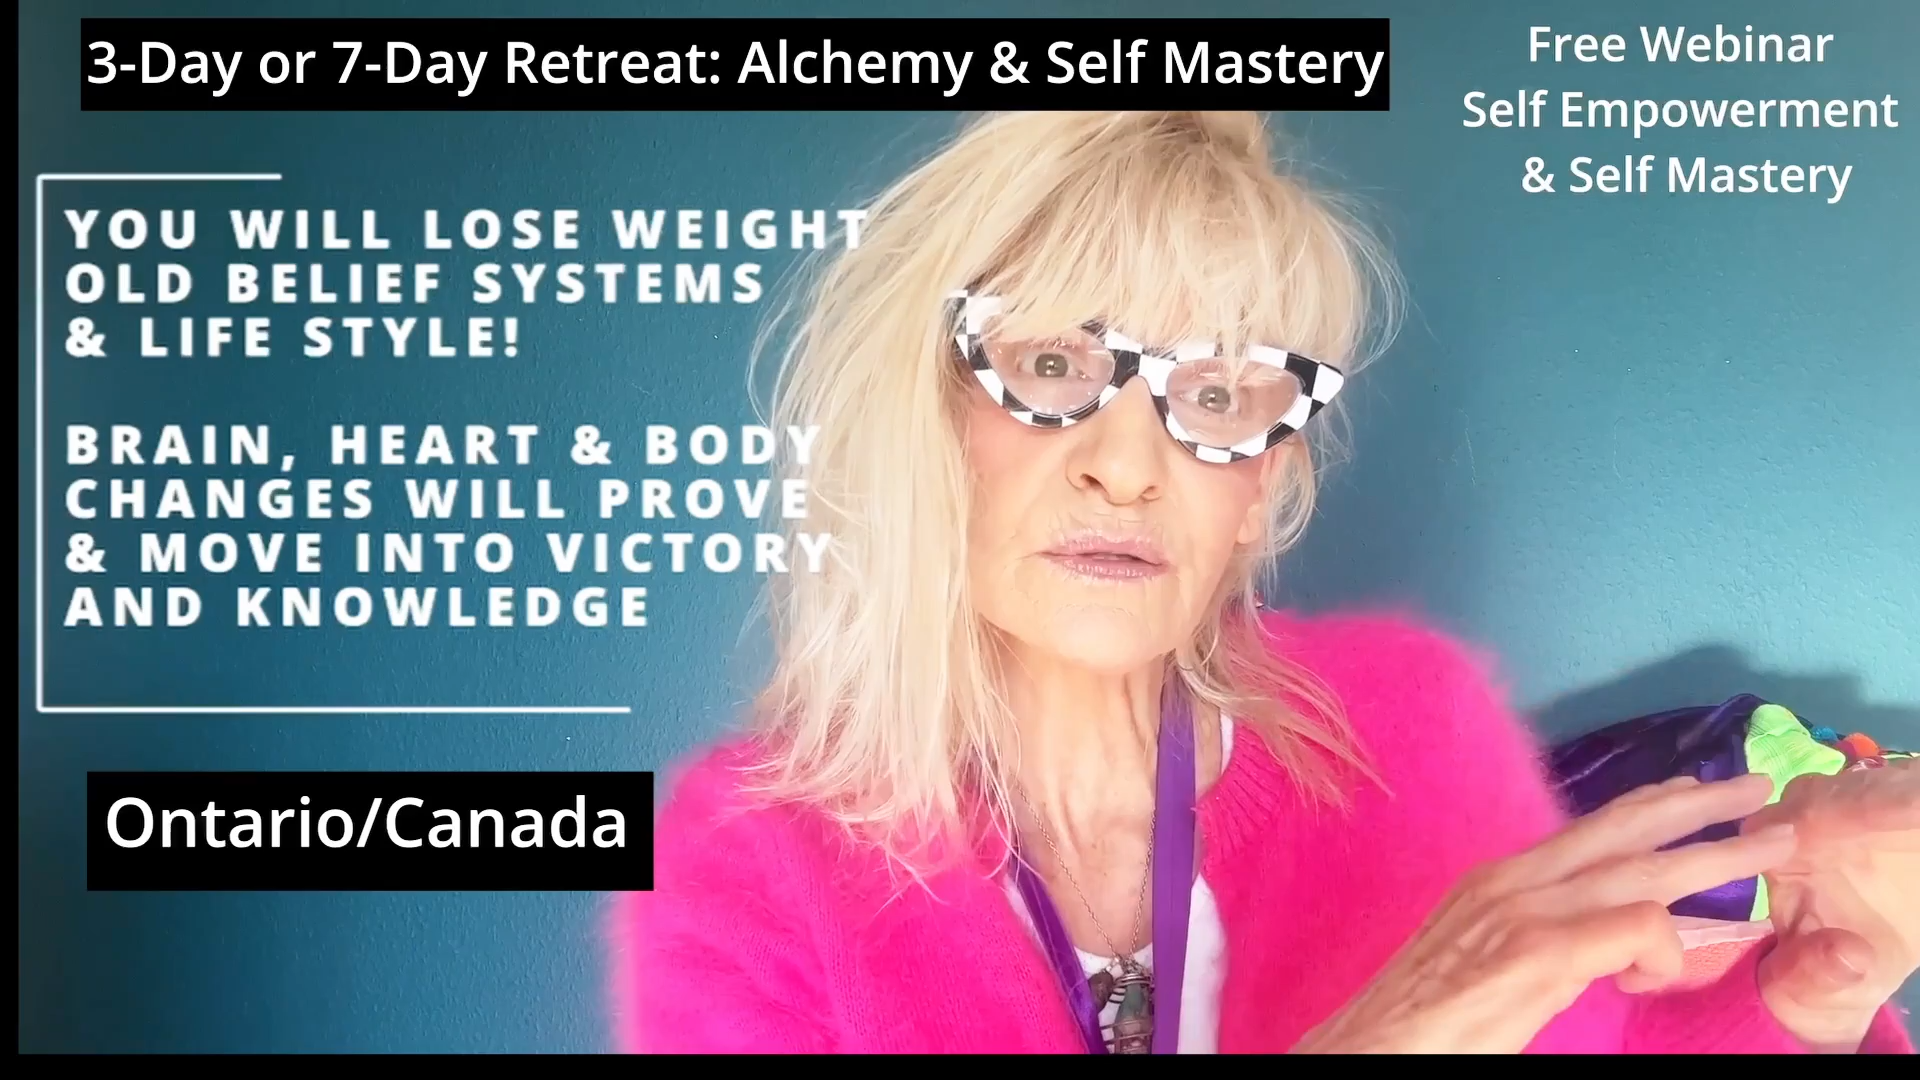 3-Day or 7-Day Retreat: Alchemy & Self Mastery
Free Webinar
Self Empowerment
& Self Mastery
YOU WILL LOSE WEIGHT
OLD BELIEF SYSTEMS
& LIFE STYLE!
BRAIN, HEART & BODY
CHANGES WILL PROVE
& MOVE INTO VICTORY
AND KNOWLEDGE
Ontario/Canada